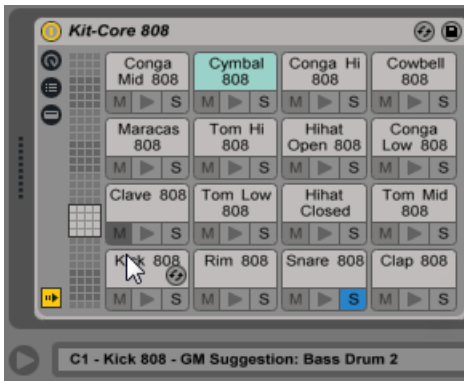 Kit-Core 808
Conga
Mid 808
Cymbal
808
Conga Hi
808
Cowbell
808
M S M S M S M S
Maracas
808
Tom Hi
808
Hihat
Open 808
Conga
Low 808
M S M S M S M S
Clave 808
Tom Low
808
Hihat
Closed
Tom Mid
808
M S M S M S M S
Kick 808
Rim 808
Snare 808
Clap 808
M S M S M S M S
C1 - Kick 808 - GM Suggestion: Bass Drum 2